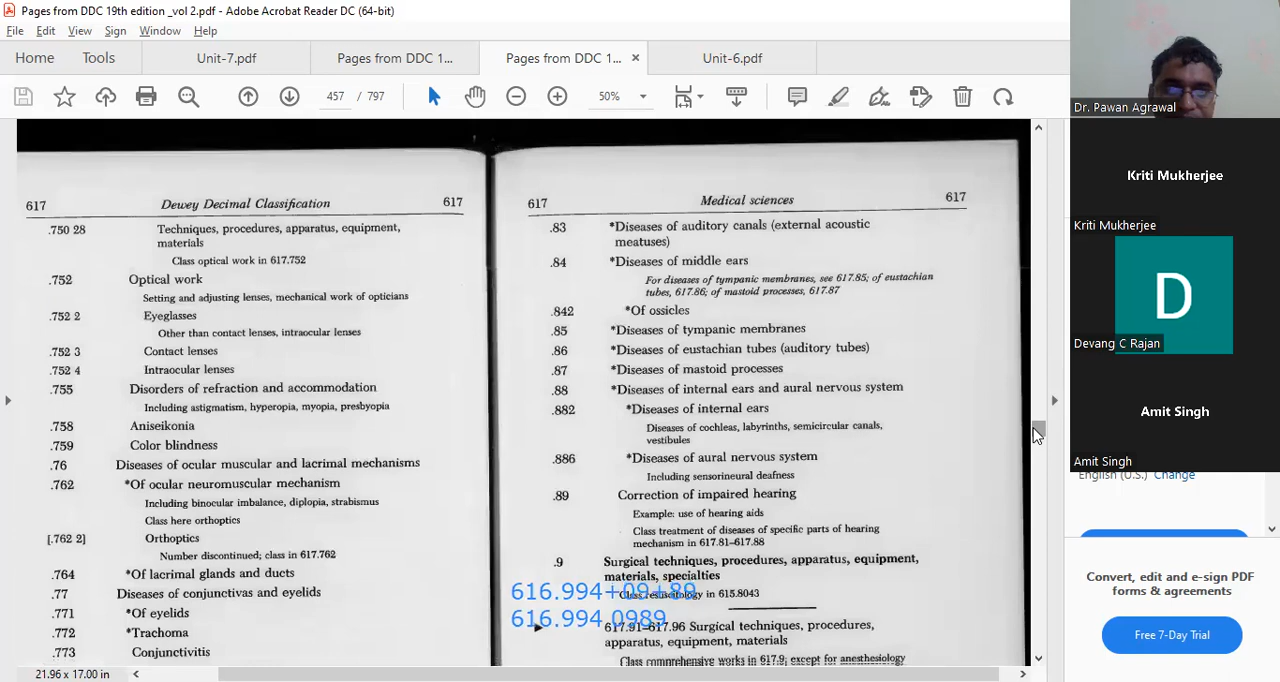 Pages from DDC 19th edition _vol 2.pdf - Adobe Acrobat Reader DC (64-bit)
File Edit View Sign Window Help
Home Tools Unit-7.pdf Pages from DDC 1... Pages from DDC 1... × Unit-6.pdf
457 / 797 50%
617 Dewey Decimal Classification 617
.750 28 Techniques, procedures, apparatus, equipment,
materials
Class optical work in 617.752
.752 Optical work
Setting and adjusting lenses, mechanical work of opticians
.752 2 Eyeglasses
Other than contact lenses, intraocular lenses
.752 3 Contact lenses
.752 4 Intraocular lenses
.755 Disorders of refraction and accommodation
Including astigmatism, hyperopia, myopia, presbyopia
.758 Aniseikonia
.759 Color blindness
.76 Diseases of ocular muscular and lacrimal mechanisms
.762 *Of ocular neuromuscular mechanism
Including binocular imbalance, diplopia, strabismus
Class here orthoptics
[.762 2] Orthoptics
Number discontinued; class in 617.762
.764 *Of lacrimal glands and ducts
.77 Diseases of conjunctivas and eyelids
.771 *Of eyelids
.772 *Trachoma
.773 Conjunctivitis
617 Medical sciences 617
.83 *Diseases of auditory canals (external acoustic
meatuses)
.84 *Diseases of middle ears
For diseases of tympanic membranes, see 617.85; of eustachian
tubes, 617.86; of mastoid processes, 617.87
.842 *Of ossicles
.85 *Diseases of tympanic membranes
.86 *Diseases of eustachian tubes (auditory tubes)
.87 *Diseases of mastoid processes
.88 *Diseases of internal ears and aural nervous system
.882 *Diseases of internal ears
Diseases of cochleas, labyrinths, semicircular canals,
vestibules
.886 *Diseases of aural nervous system
Including sensorineural deafness
.89 Correction of impaired hearing
Example: use of hearing aids
Class treatment of diseases of specific parts of hearing
mechanism in 617.81–617.88
.9 Surgical techniques, procedures, apparatus, equipment,
materials, specialties
Class resuscitology in 615.8043
616.994+09+89
616.994 0989
617.91–617.96 Surgical techniques, procedures,
apparatus, equipment, materials
Class comprehensive works in 617.9; except for anesthesiology
21.96 x 17.00 in
Dr. Pawan Agrawal
Kriti Mukherjee
Kriti Mukherjee
D
Devang C Rajan
Amit Singh
Amit Singh
English (U.S.) Change
Convert, edit and e-sign PDF
forms & agreements
Free 7-Day Trial